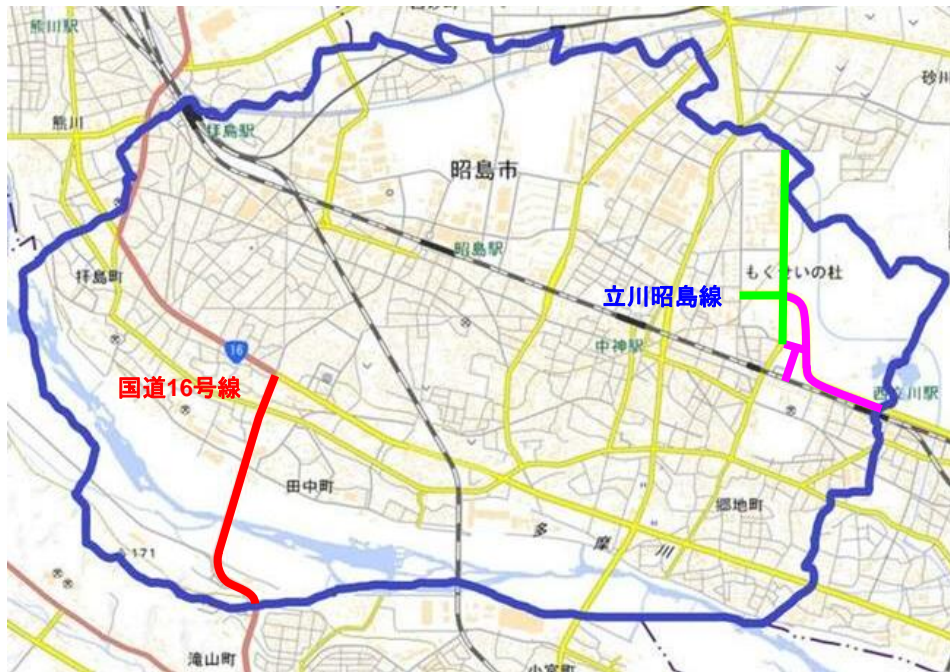 熊川駅
砂川
熊川
拝島駅
昭島市
昭島駅
もくせいの杜
拝島町
立川昭島線
中神駅
16
国道16号線
西立川駅
田中町
郷地町
多摩川
171
滝山町